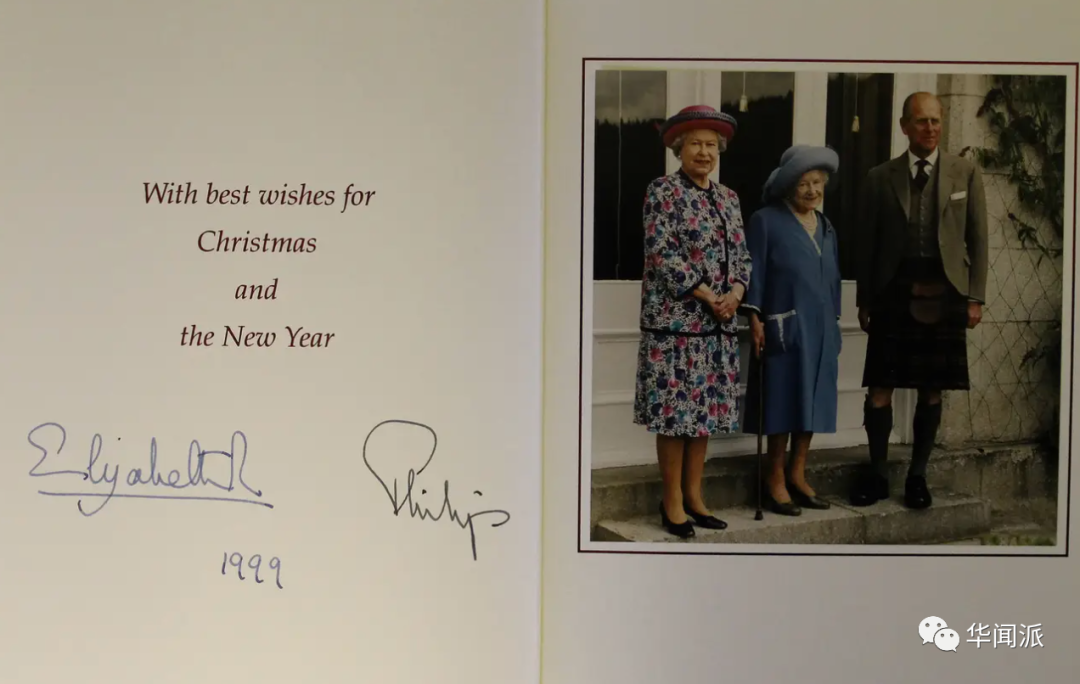 With best wishes for
Christmas
and
the New Year
Elizabeth R
Philip
1999
华闻派